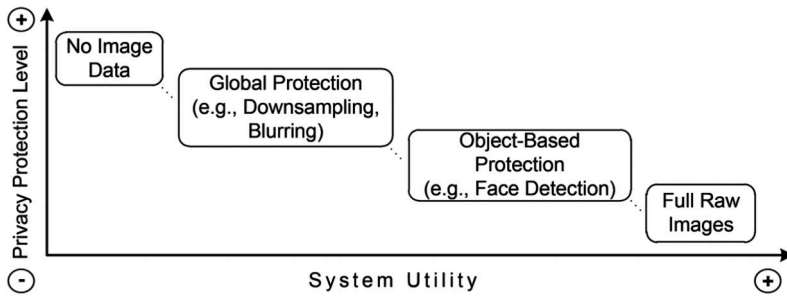 +
Privacy Protection Level
No Image
Data
Global Protection
(e.g., Downsampling,
Blurring)
Object-Based
Protection
(e.g., Face Detection)
Full Raw
Images
-
System Utility
+